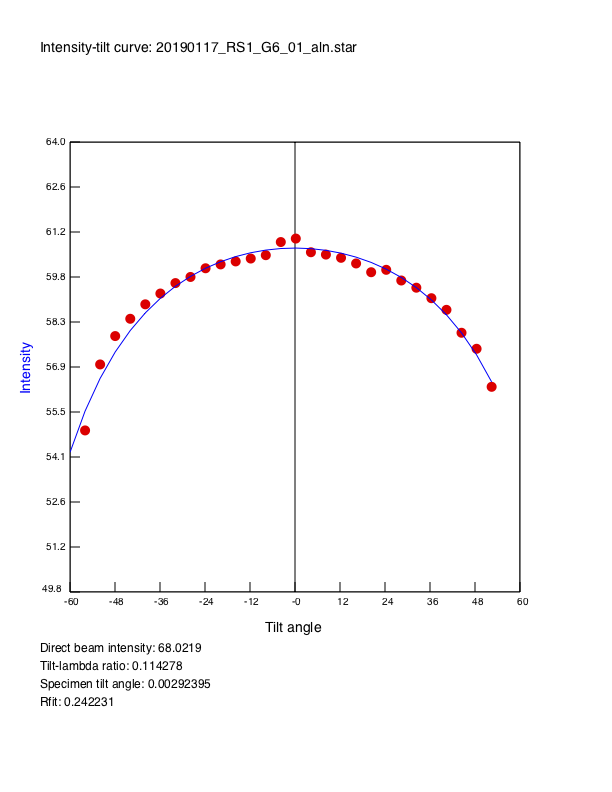 Intensity-tilt curve: 20190117_RS1_G6_01_aln.star
64.0
62.6
61.2
59.8
58.3
56.9
55.5
54.1
52.6
51.2
49.8
Intensity
-60 -48 -36 -24 -12 -0 12 24 36 48 60
Tilt angle
Direct beam intensity: 68.0219
Tilt-lambda ratio: 0.114278
Specimen tilt angle: 0.00292395
Rfit: 0.242231